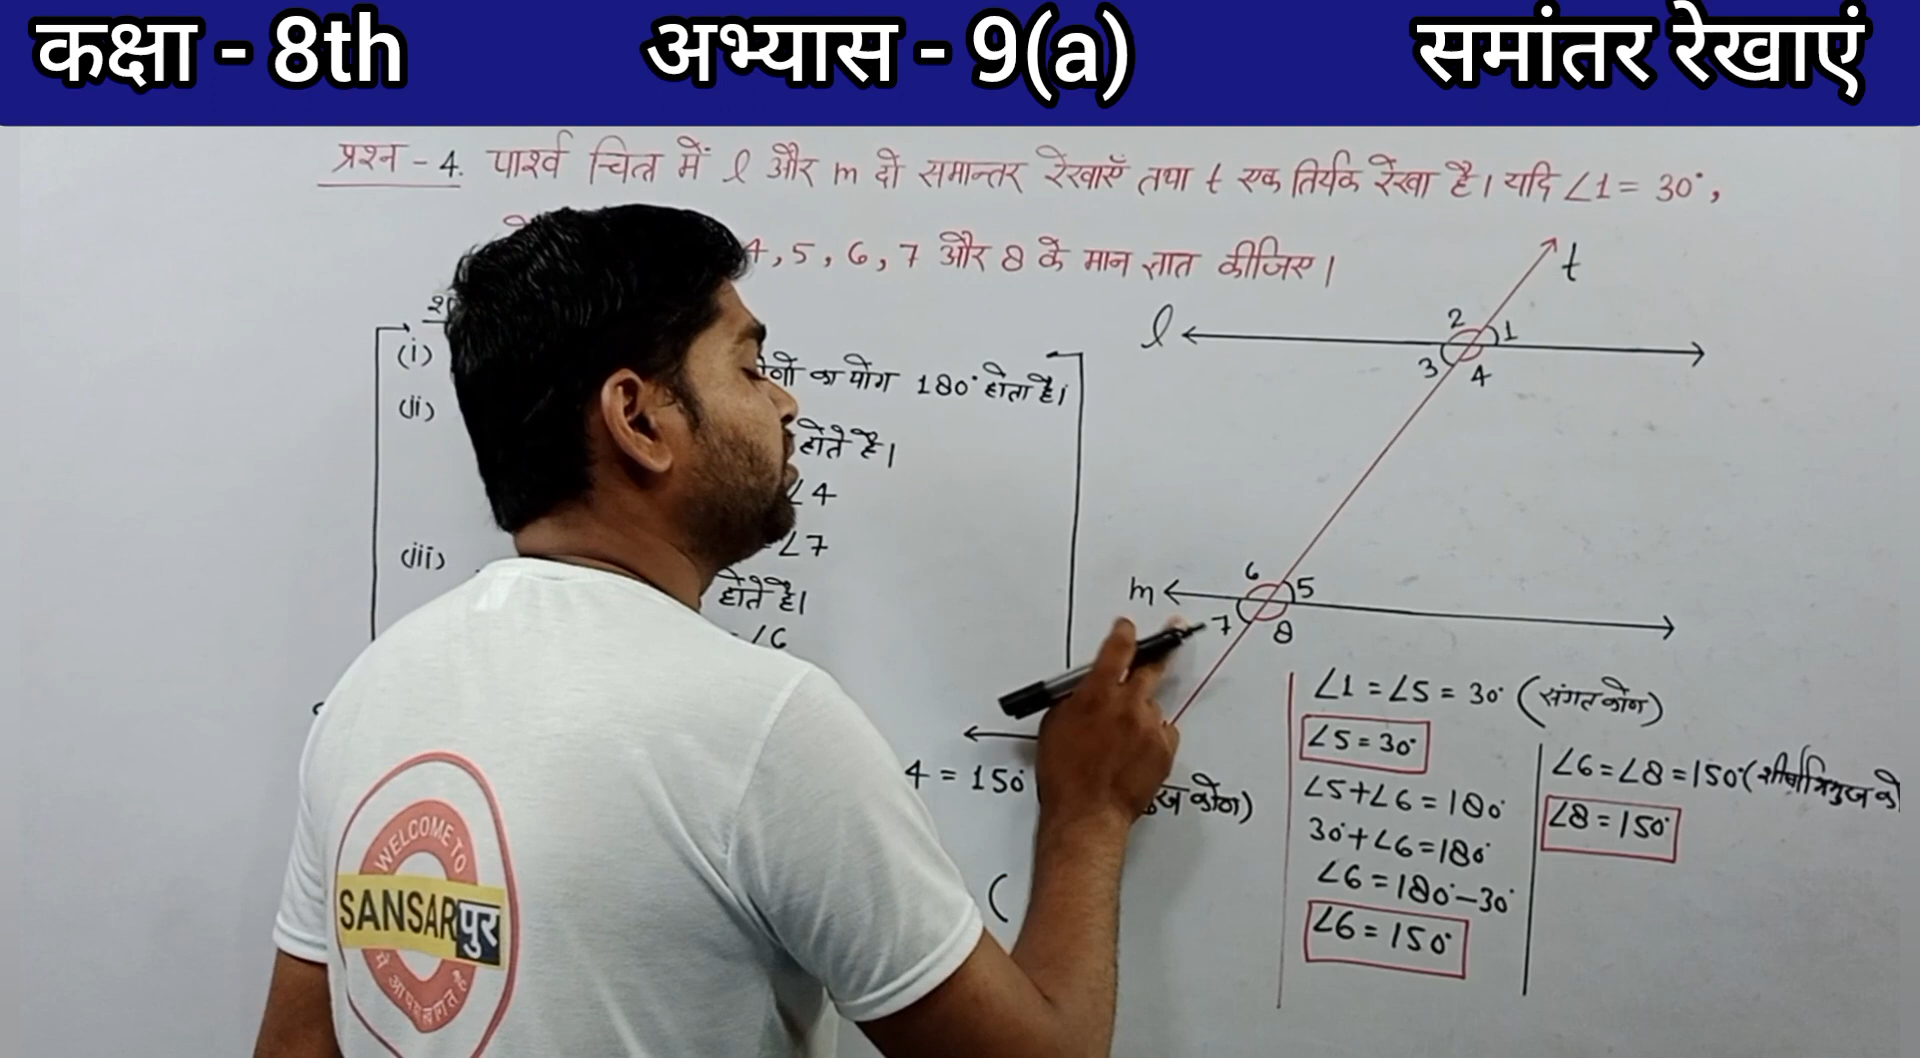 कक्षा - 8th अभ्यास - 9(a) समांतर रेखाएं
प्रश्न - 4. पार्श्व चित्र में l और m दो समान्तर रेखाएँ तथा t एक तिर्यक रेखा है। यदि ∠1 = 30°,
4, 5, 6, 7 और 8 के मान ज्ञात कीजिए।
(i) का योग 180° होता है।
(ii)
होते है।
∠4
∠7
(iii)
होते है।
∠6
t
l
2 1
3 4
m
6 5
7 8
4 = 150°
कोण)
(
∠1 = ∠5 = 30° (संगत कोण)
∠5 = 30°
∠5+∠6 = 180°
30°+∠6=180°
∠6 = 180°-30°
∠6 = 150°
∠6=∠8=150°(शीर्षाभिमुख को
∠8 = 150°
WELCOME TO
SANSARपुर
में आपका स्वागत है